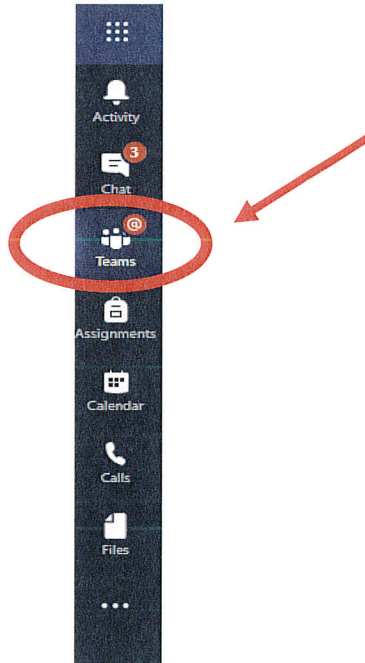 Activity
3
Chat
@
Teams
Assignments
Calendar
Calls
Files